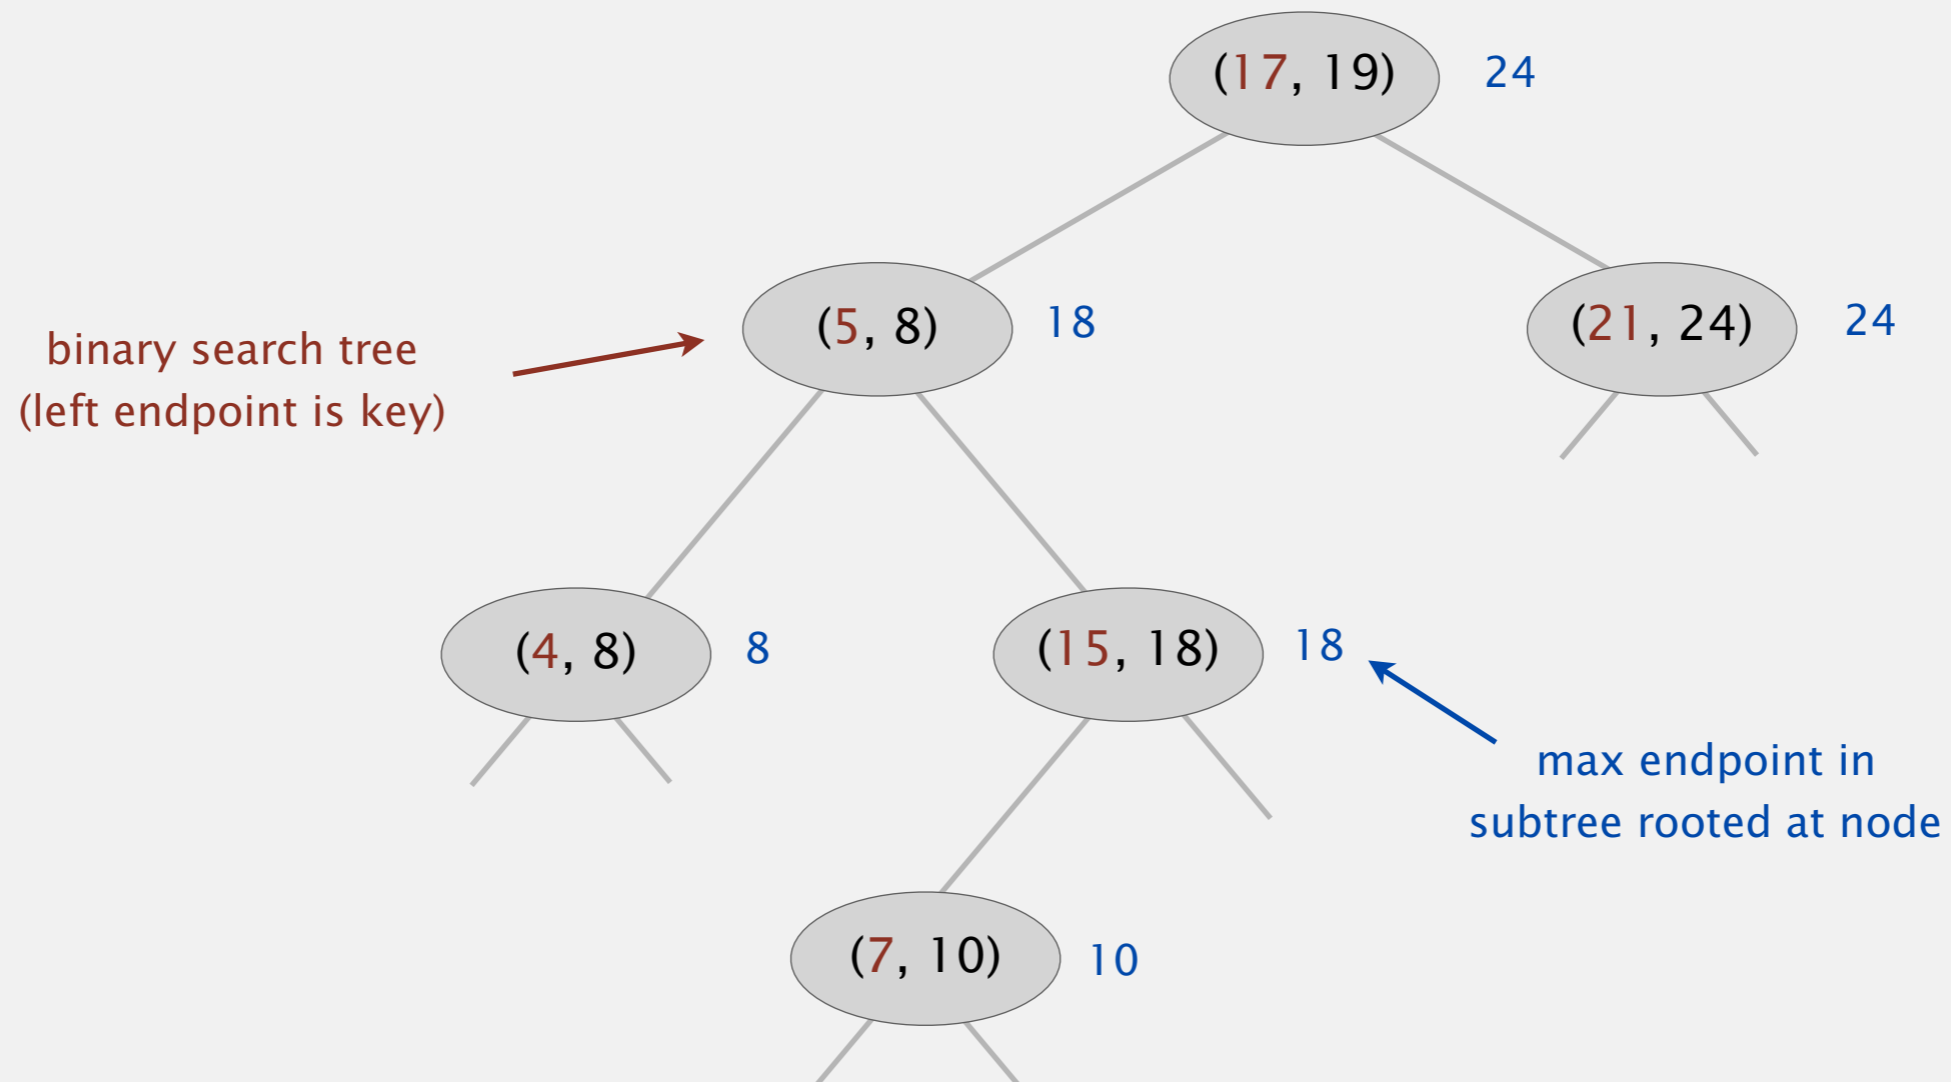 (17, 19) 24
(5, 8) 18
(21, 24) 24
binary search tree
(left endpoint is key)
(4, 8) 8
(15, 18) 18
max endpoint in
subtree rooted at node
(7, 10) 10